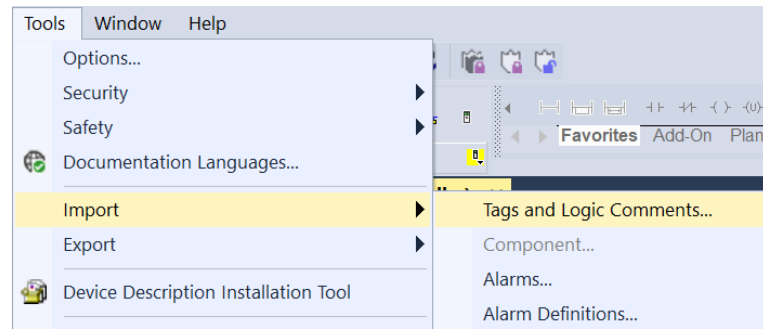 Tools Window Help
Options...
Security
Safety
Favorites Add-On Plan
Documentation Languages...
Import
Tags and Logic Comments...
Export
Component...
Alarms...
Device Description Installation Tool
Alarm Definitions...